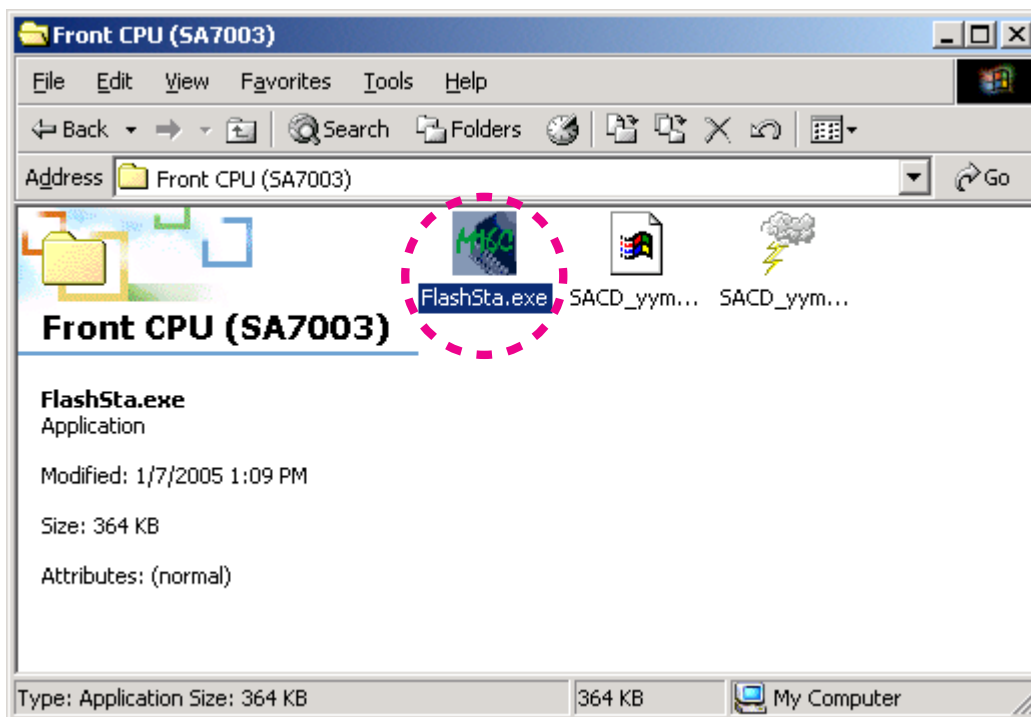 Front CPU (SA7003)
File Edit View Favorites Tools Help
Back Search Folders
Address Front CPU (SA7003) Go
M16C
FlashSta.exe SACD_yym... SACD_yym...
Front CPU (SA7003)
FlashSta.exe
Application
Modified: 1/7/2005 1:09 PM
Size: 364 KB
Attributes: (normal)
Type: Application Size: 364 KB 364 KB My Computer